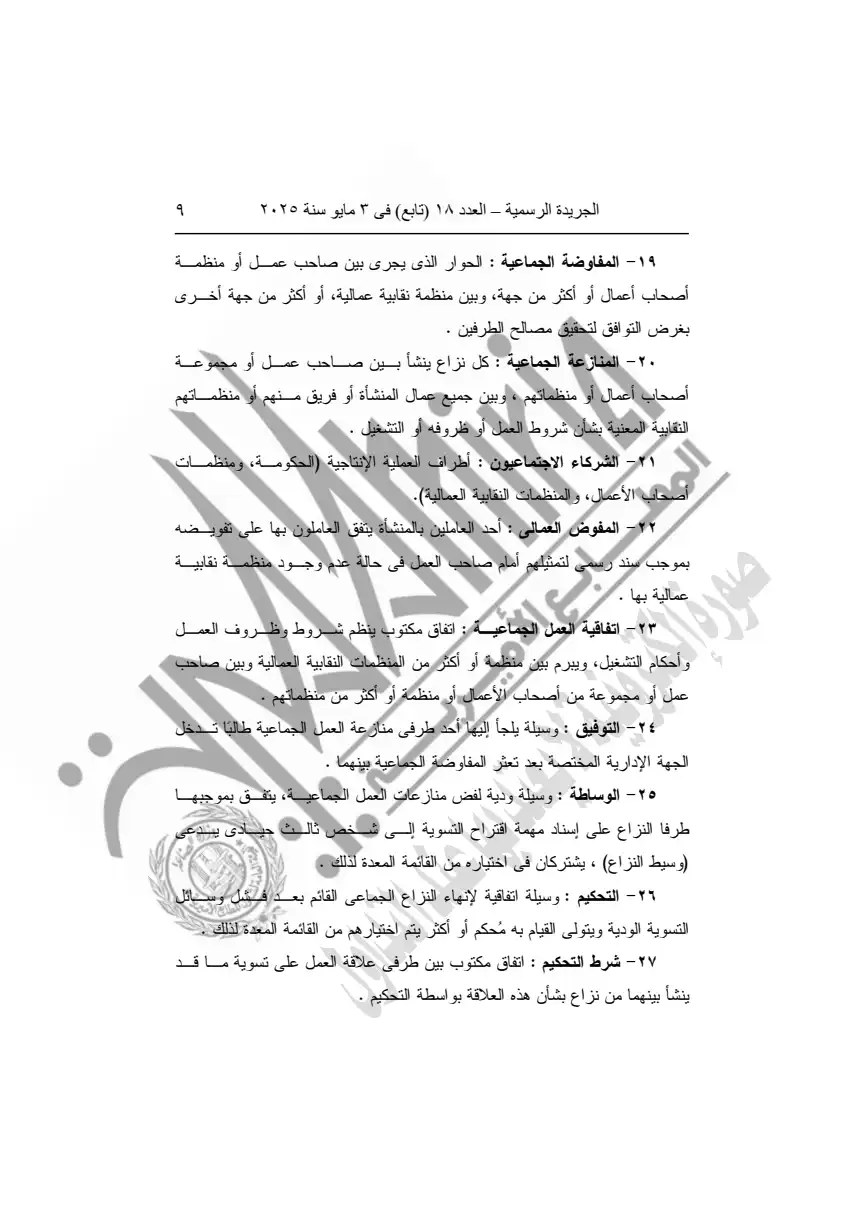 الجريدة الرسمية – العدد ١٨ (تابع) فى ٣ مايو سنة ٢٠٢٥ ٩
١٩- المفاوضة الجماعية : الحوار الذى يجرى بين صاحب عمل أو منظمة
أصحاب أعمال أو أكثر من جهة، وبين منظمة نقابية عمالية، أو أكثر من جهة أخرى
بغرض التوافق لتحقيق مصالح الطرفين .
٢٠- المنازعة الجماعية : كل نزاع ينشأ بين صاحب عمل أو مجموعة
أصحاب أعمال أو منظماتهم ، وبين جميع عمال المنشأة أو فريق منهم أو منظماتهم
النقابية المعنية بشأن شروط العمل أو ظروفه أو التشغيل .
٢١- الشركاء الاجتماعيون : أطراف العملية الإنتاجية (الحكومة، ومنظمات
أصحاب الأعمال، والمنظمات النقابية العمالية).
٢٢- المفوض العمالى : أحد العاملين بالمنشأة يتفق العاملون بها على تفويضه
بموجب سند رسمى لتمثيلهم أمام صاحب العمل فى حالة عدم وجود منظمة نقابية
عمالية بها .
٢٣- اتفاقية العمل الجماعية : اتفاق مكتوب ينظم شروط وظروف العمل
وأحكام التشغيل، ويبرم بين منظمة أو أكثر من المنظمات النقابية العمالية وبين صاحب
عمل أو مجموعة من أصحاب الأعمال أو منظمة أو أكثر من منظماتهم .
٢٤- التوفيق : وسيلة يلجأ إليها أحد طرفى منازعة العمل الجماعية طالبًا تدخل
الجهة الإدارية المختصة بعد تعثر المفاوضة الجماعية بينهما .
٢٥- الوساطة : وسيلة ودية لفض منازعات العمل الجماعية، يتفق بموجبها
طرفا النزاع على إسناد مهمة اقتراح التسوية إلى شخص ثالث حيادى يدعى
(وسيط النزاع) ، يشتركان فى اختياره من القائمة المعدة لذلك .
٢٦- التحكيم : وسيلة اتفاقية لإنهاء النزاع الجماعى القائم بعد فشل وسائل
التسوية الودية ويتولى القيام به مُحكم أو أكثر يتم اختيارهم من القائمة المعدة لذلك .
٢٧- شرط التحكيم : اتفاق مكتوب بين طرفى علاقة العمل على تسوية ما قد
ينشأ بينهما من نزاع بشأن هذه العلاقة بواسطة التحكيم .